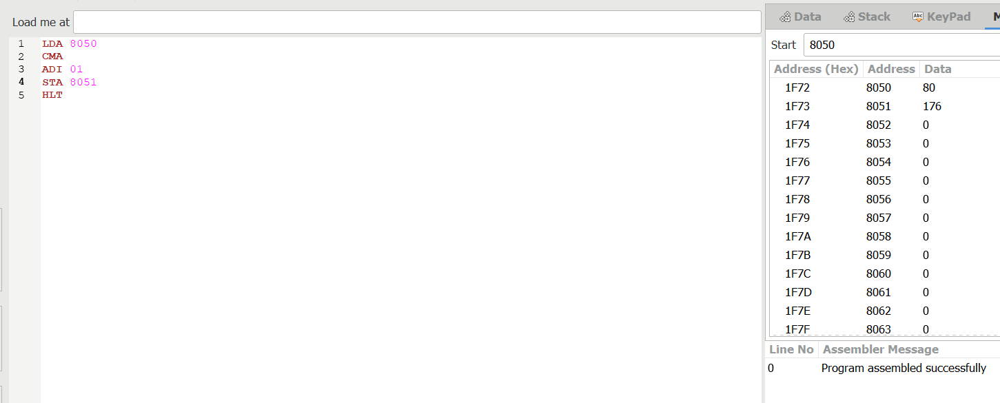 Load me at
1 LDA 8050
2 CMA
3 ADI 01
4 STA 8051
5 HLT
Data Stack KeyPad
Start 8050
Address (Hex) Address Data
1F72 8050 80
1F73 8051 176
1F74 8052 0
1F75 8053 0
1F76 8054 0
1F77 8055 0
1F78 8056 0
1F79 8057 0
1F7A 8058 0
1F7B 8059 0
1F7C 8060 0
1F7D 8061 0
1F7E 8062 0
1F7F 8063 0
Line No Assembler Message
0 Program assembled successfully